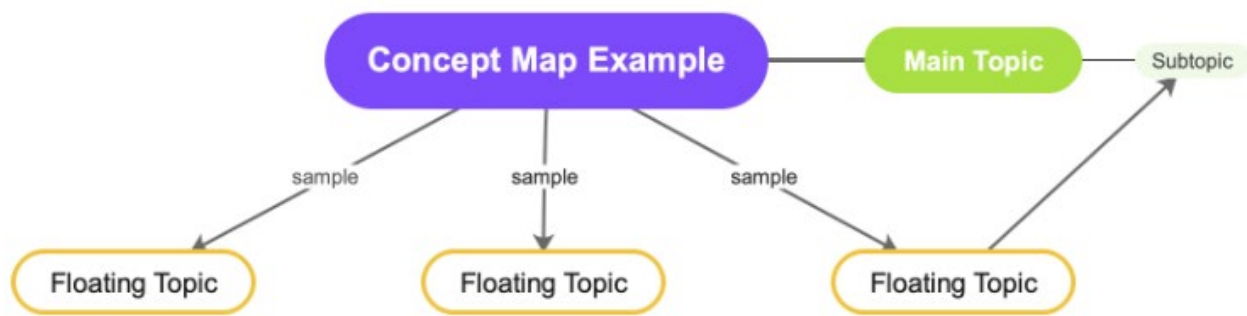 Concept Map Example
Main Topic
Subtopic
sample
sample
sample
Floating Topic
Floating Topic
Floating Topic